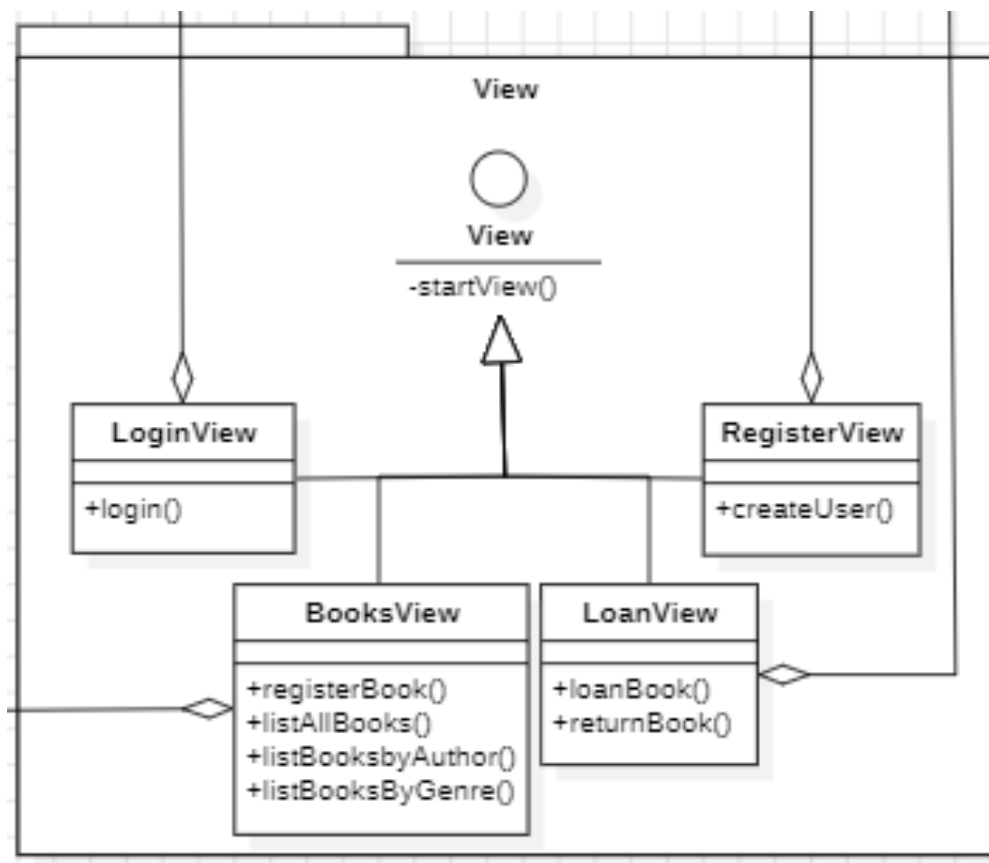 View
View
-startView()
LoginView
+login()
RegisterView
+createUser()
BooksView
+registerBook()
+listAllBooks()
+listBooksbyAuthor()
+listBooksByGenre()
LoanView
+loanBook()
+returnBook()